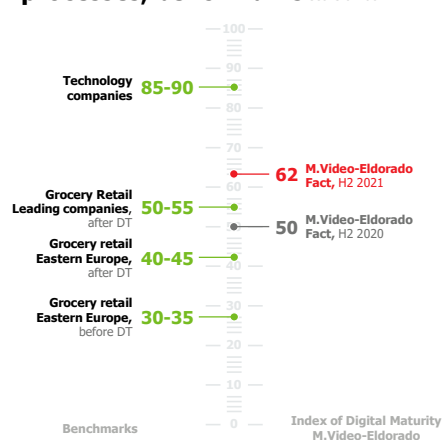 100
90
Technology
companies 85-90
80
70
62 M.Video-Eldorado
Fact, H2 2021
60
Grocery Retail
Leading companies, 50-55
after DT
50 M.Video-Eldorado
Fact, H2 2020
Grocery retail
Eastern Europe, 40-45
after DT
40
Grocery retail
Eastern Europe, 30-35
before DT
30
20
10
0
Benchmarks
Index of Digital Maturity
M.Video-Eldorado